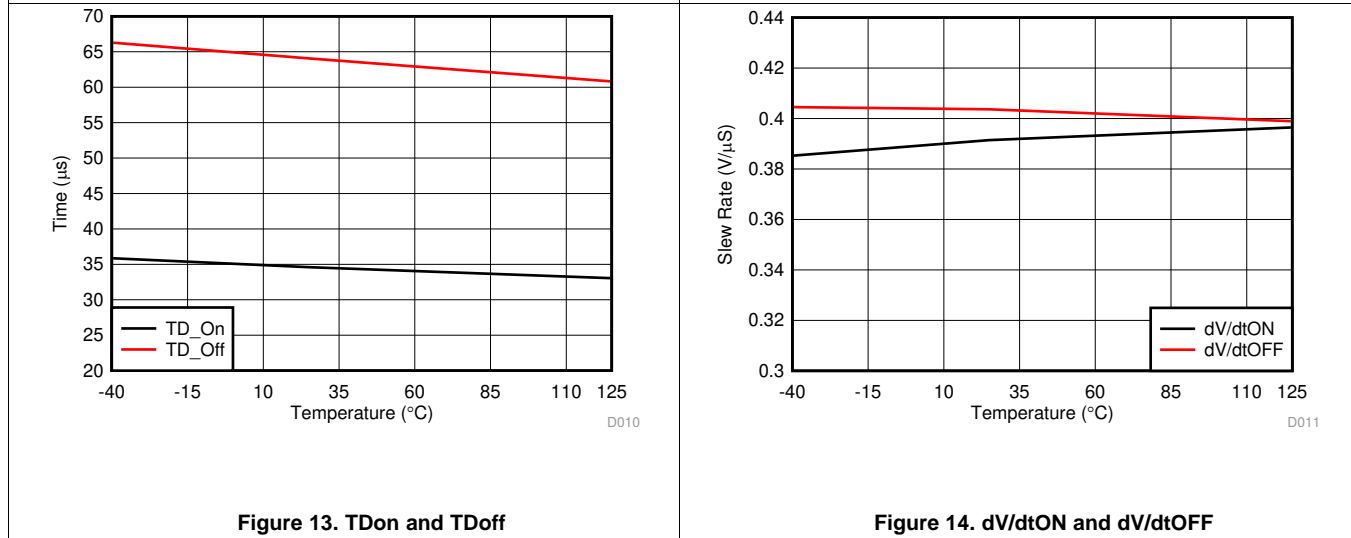 70
65
60
55
50
45
40
35
30
25
20
Time (μs)
TD_On
TD_Off
-40 -15 10 35 60 85 110 125
Temperature (°C)
D010
Figure 13. TDon and TDoff
0.44
0.42
0.4
0.38
0.36
0.34
0.32
0.3
Slew Rate (V/μS)
dV/dtON
dV/dtOFF
-40 -15 10 35 60 85 110 125
Temperature (°C)
D011
Figure 14. dV/dtON and dV/dtOFF